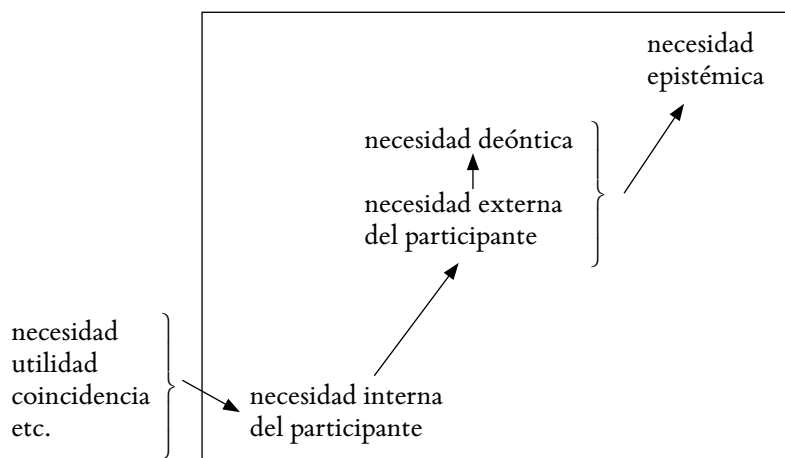 necesidad
epistémica
necesidad deóntica
necesidad externa
del participante
necesidad
utilidad
coincidencia
etc.
necesidad interna
del participante